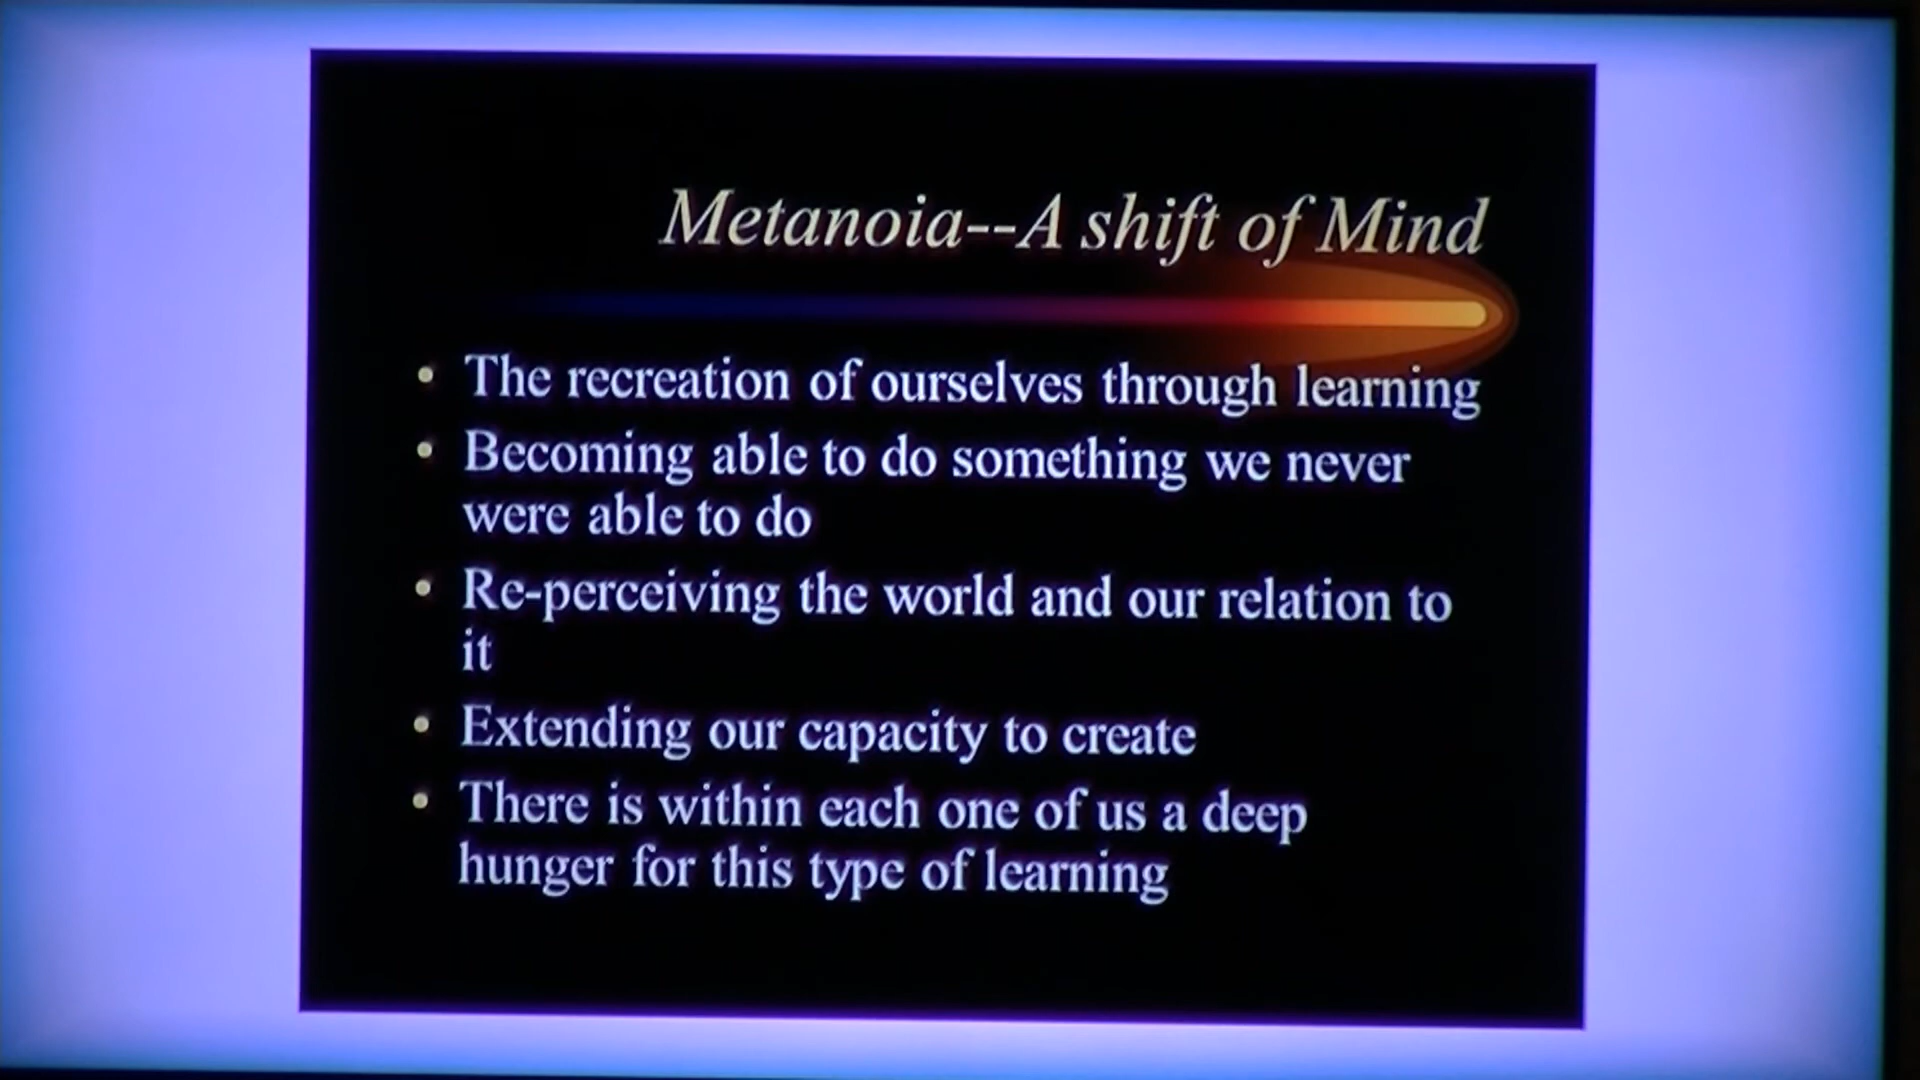 Metanoia--A shift of Mind
• The recreation of ourselves through learning
• Becoming able to do something we never
were able to do
• Re-perceiving the world and our relation to
it
• Extending our capacity to create
• There is within each one of us a deep
hunger for this type of learning